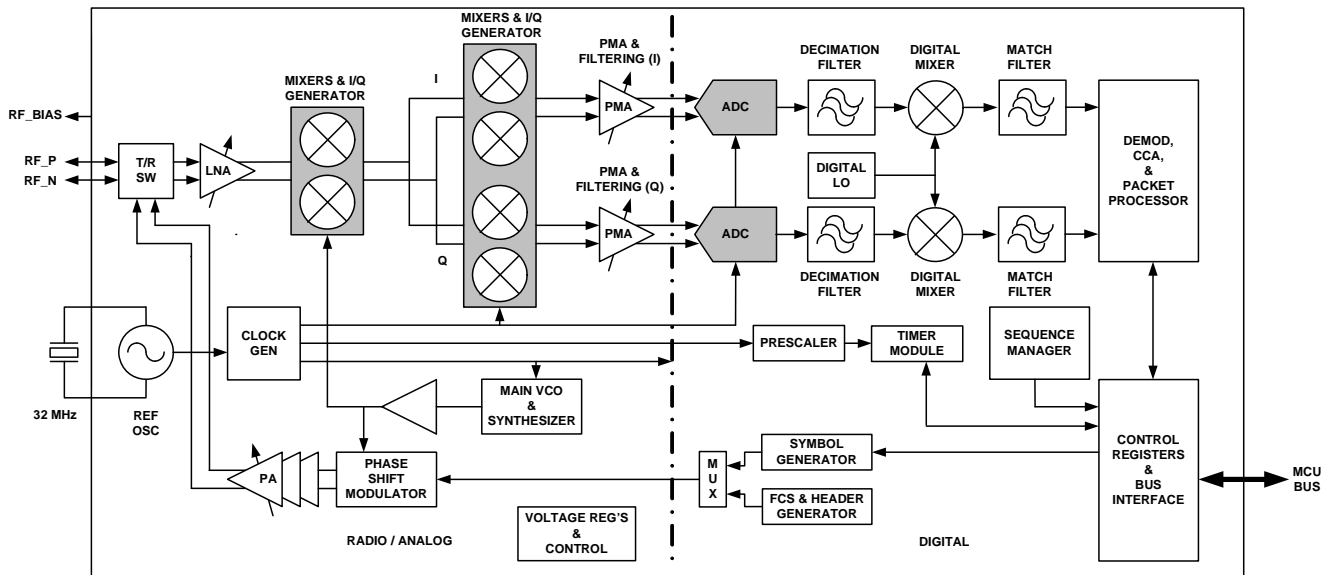 MIXERS & I/Q
GENERATOR
PMA &
FILTERING (I)
DECIMATION
FILTER
DIGITAL
MIXER
MATCH
FILTER
MIXERS & I/Q
GENERATOR
I
PMA
ADC
RF_BIAS
RF_P
RF_N
T/R
SW
LNA
PMA &
FILTERING (Q)
DIGITAL
LO
DEMOD,
CCA,
&
PACKET
PROCESSOR
PMA
ADC
Q
DECIMATION
FILTER
DIGITAL
MIXER
MATCH
FILTER
CLOCK
GEN
PRESCALER
TIMER
MODULE
SEQUENCE
MANAGER
32 MHz
REF
OSC
MAIN VCO
&
SYNTHESIZER
PA
PHASE
SHIFT
MODULATOR
M
U
X
SYMBOL
GENERATOR
FCS & HEADER
GENERATOR
CONTROL
REGISTERS
&
BUS
INTERFACE
MCU
BUS
VOLTAGE REG'S
&
CONTROL
RADIO / ANALOG
DIGITAL